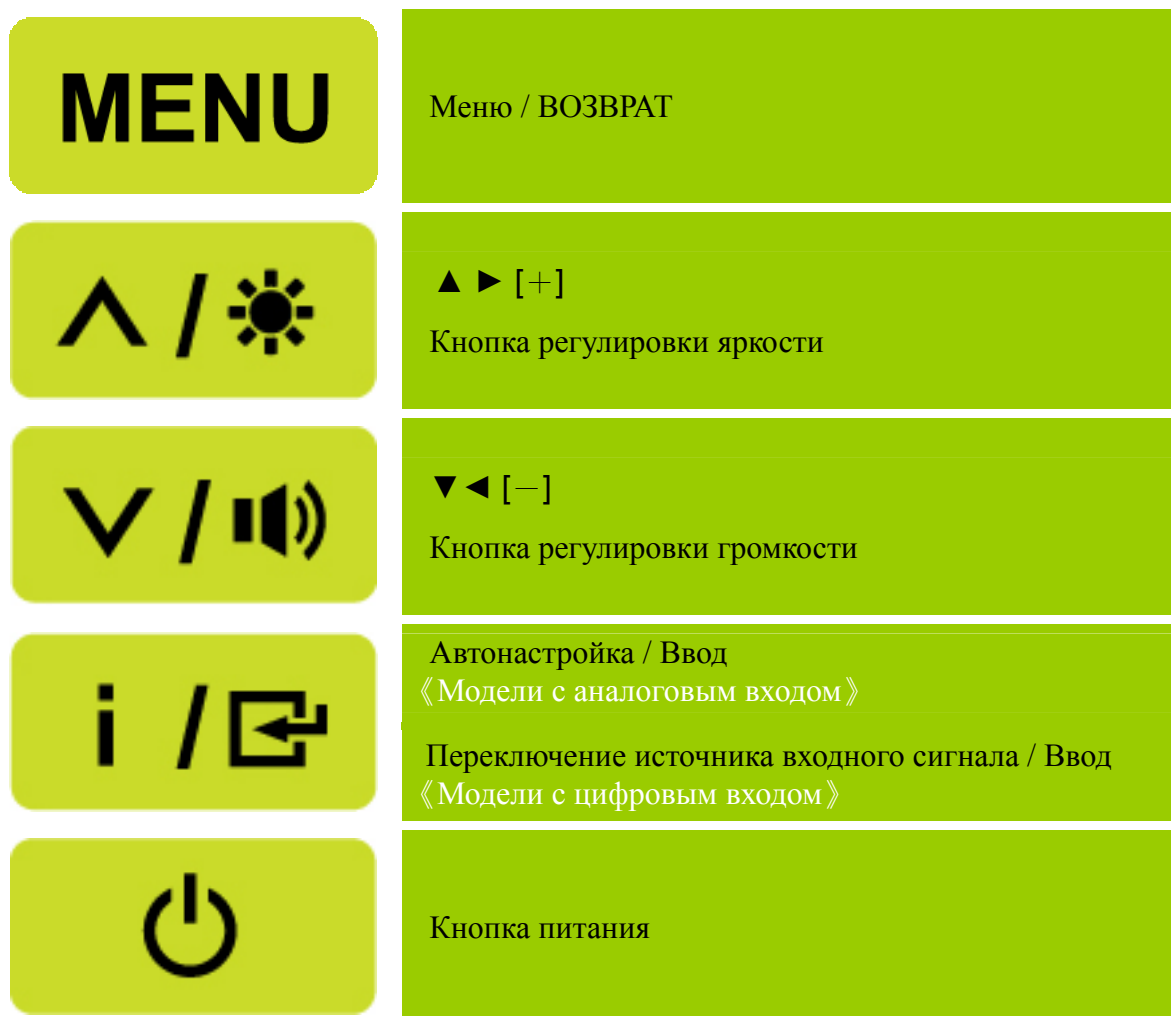 MENU
Меню / ВОЗВРАТ
/
▲ ► [+]
Кнопка регулировки яркости
/
▼◄ [−]
Кнопка регулировки громкости
i /
Автонастройка / Ввод
《Модели с аналоговым входом》
Переключение источника входного сигнала / Ввод
《Модели с цифровым входом》
Кнопка питания